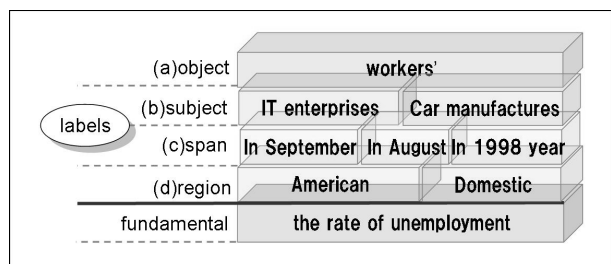 (a)object workers'
(b)subject IT enterprises Car manufactures
labels
(c)span In September In August In 1998 year
(d)region American Domestic
fundamental the rate of unemployment